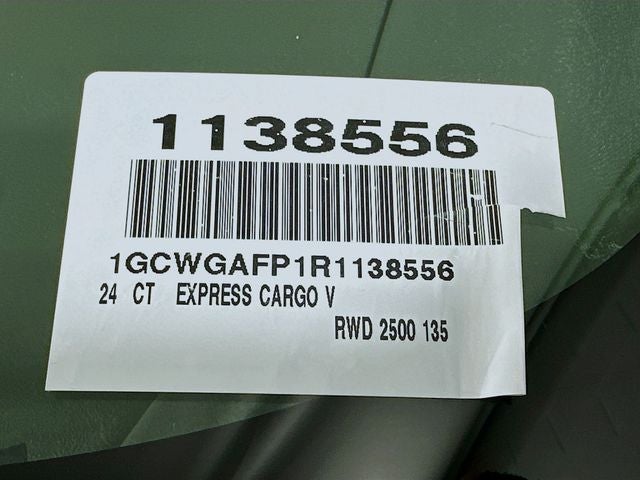 1138556
1GCWGAFP1R1138556
24 CT EXPRESS CARGO V
RWD 2500 135